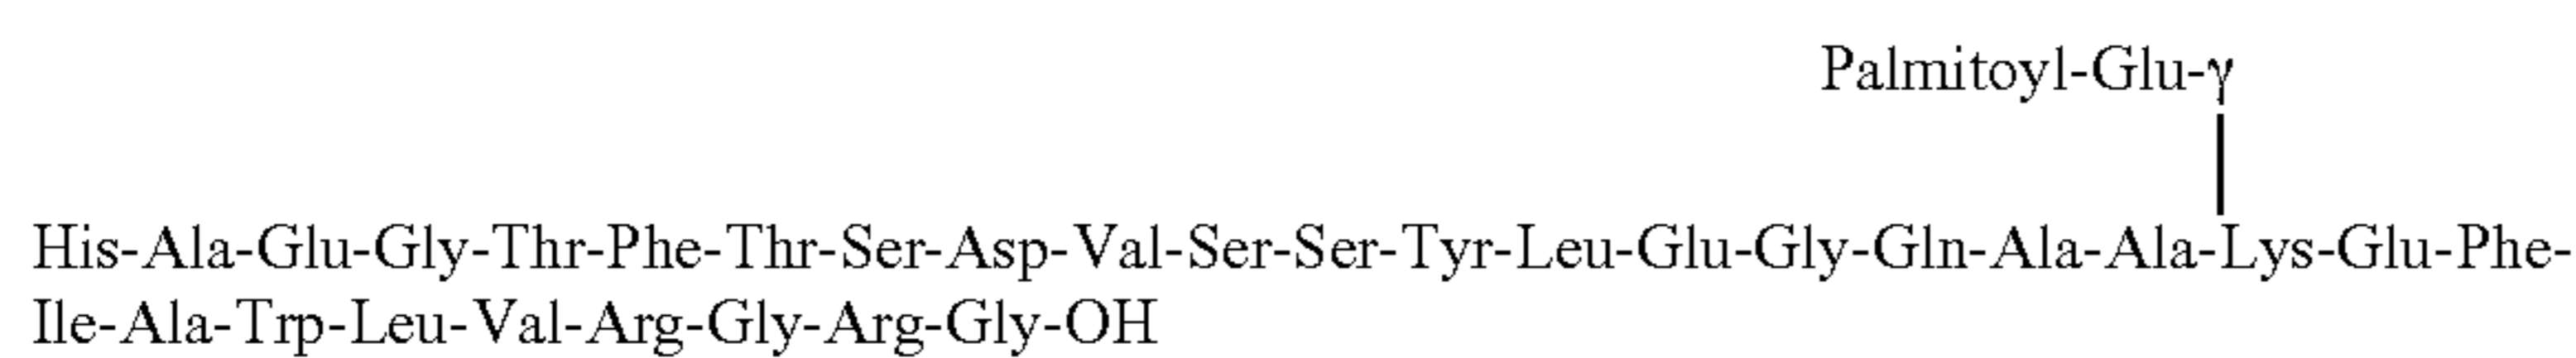 Palmitoyl-Glu-γ
His-Ala-Glu-Gly-Thr-Phe-Thr-Ser-Asp-Val-Ser-Ser-Tyr-Leu-Glu-Gly-Gln-Ala-Ala-Lys-Glu-Phe-
Ile-Ala-Trp-Leu-Val-Arg-Gly-Arg-Gly-OH